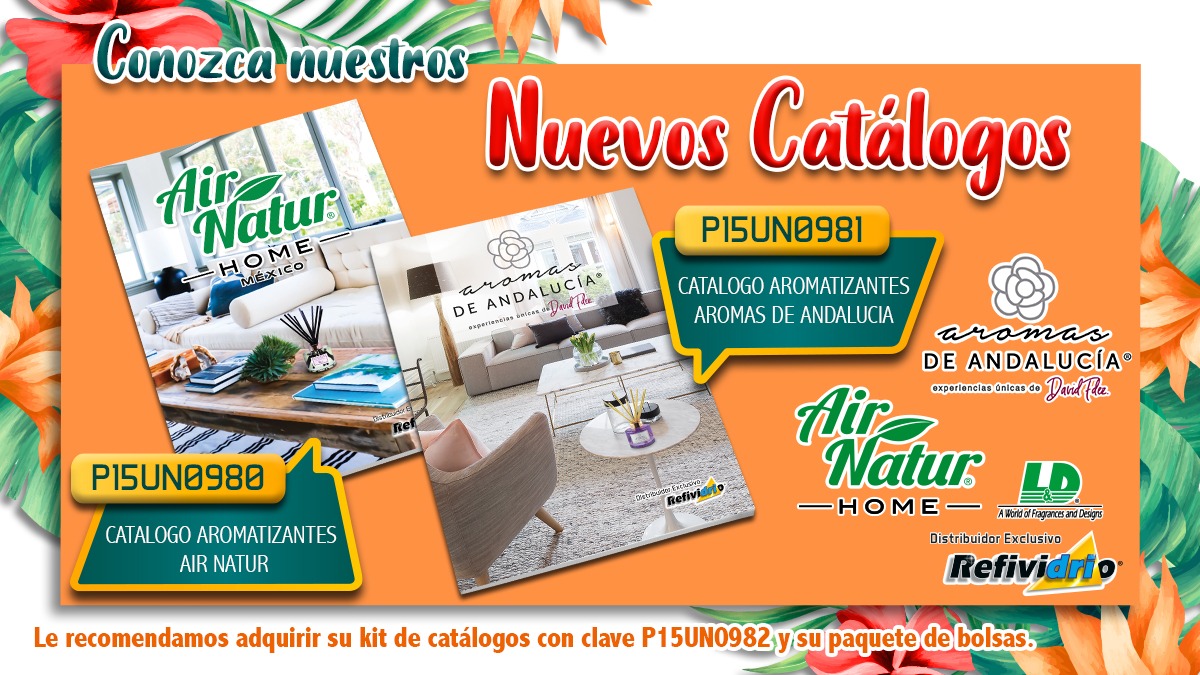 Conozca nuestros
Nuevos Catálogos
Air
Natur®
HOME
MÉXICO
Distribuidor Ex
Ref
aromas
DE ANDALUCÍA®
experiencias únicas de David Fdez.
Distribuidor Exclusivo
Refividrio
P15UN0981
CATALOGO AROMATIZANTES
AROMAS DE ANDALUCIA
P15UN0980
CATALOGO AROMATIZANTES
AIR NATUR
aromas
DE ANDALUCÍA®
experiencias únicas de David Fdez.
Air
Natur®
HOME
L&D®
A World of Fragrances and Designs
Distribuidor Exclusivo
Refividrio®
Le recomendamos adquirir su kit de catálogos con clave P15UN0982 y su paquete de bolsas.